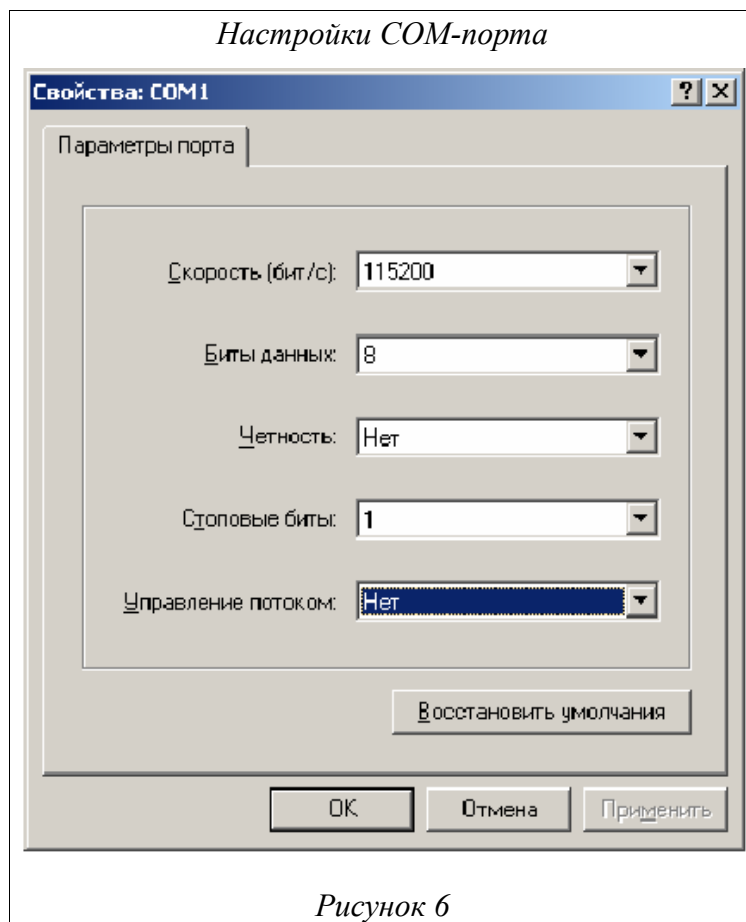 Настройки COM-порта
Свойства: COM1
Параметры порта
Скорость (бит/с): 115200
Биты данных: 8
Четность: Нет
Стоповые биты: 1
Управление потоком: Нет
Восстановить умолчания
OK Отмена Применить
Рисунок 6